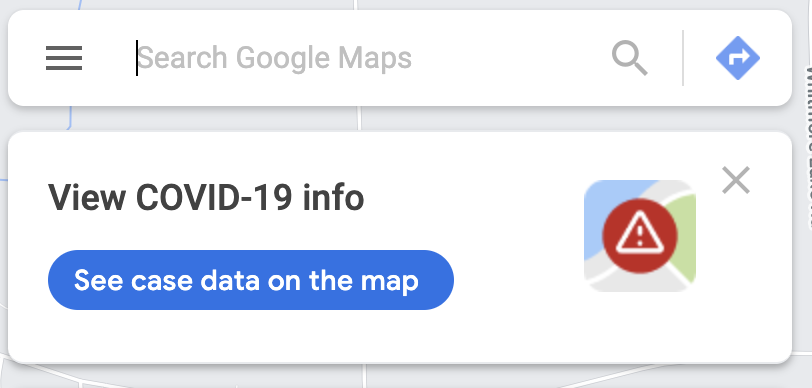 Search Google Maps
View COVID-19 info
See case data on the map